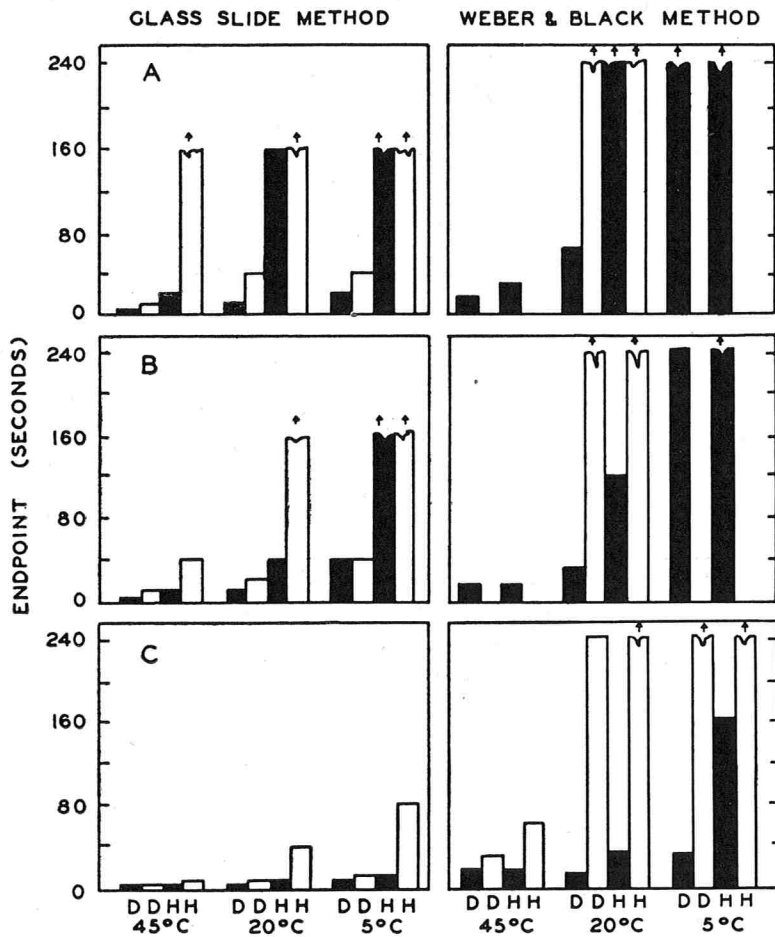 GLASS SLIDE METHOD
WEBER & BLACK METHOD
ENDPOINT (SECONDS)
A
240
160
80
0
B
240
160
80
0
C
240
160
80
0
D D H H D D H H D D H H
45°C 20°C 5°C
D D H H D D H H D D H H
45°C 20°C 5°C